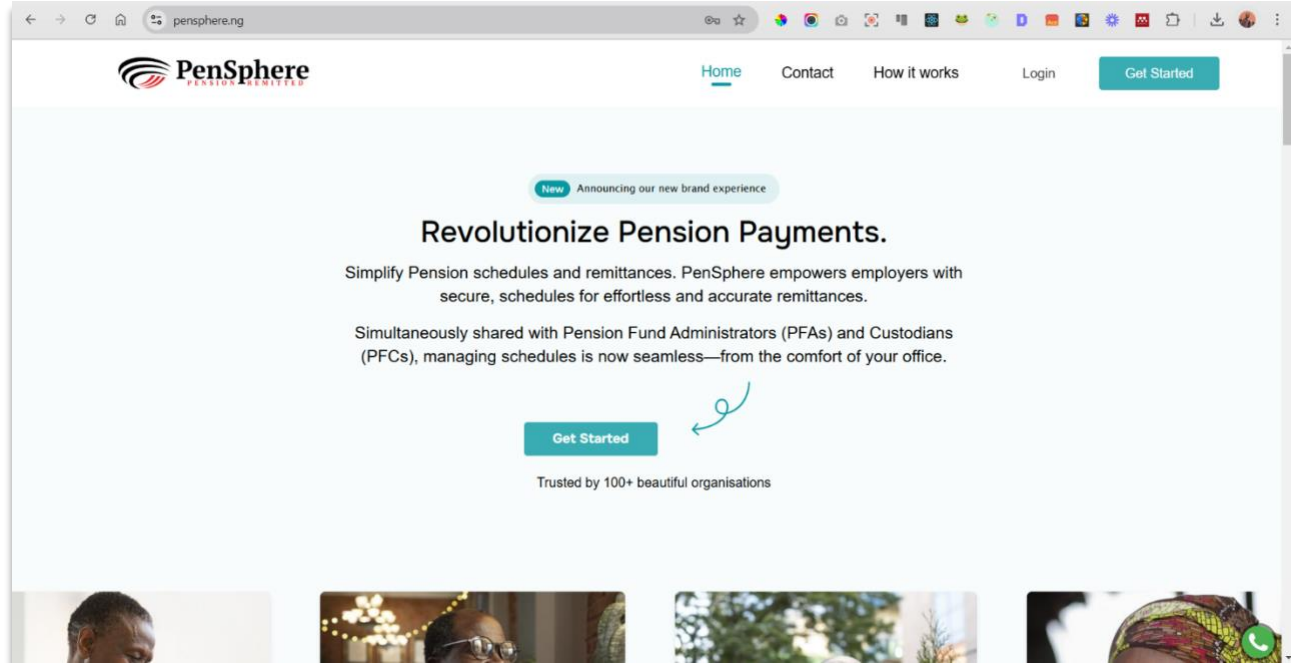 pensphere.ng
PenSphere
PENSION REMITTED
Home Contact How it works Login Get Started
New Announcing our new brand experience
Revolutionize Pension Payments.
Simplify Pension schedules and remittances. PenSphere empowers employers with
secure, schedules for effortless and accurate remittances.
Simultaneously shared with Pension Fund Administrators (PFAs) and Custodians
(PFCs), managing schedules is now seamless—from the comfort of your office.
Get Started
Trusted by 100+ beautiful organisations